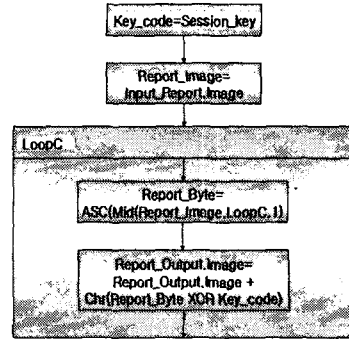 Key_code=Session_key
Report_Image=
Input_Report.Image
LoopC
Report_Byte=
ASC(Mid(Report_Image,LoopC,1)
Report_Output.Image=
Report_Output.Image +
Chr(Report_Byte XOR Key_code)